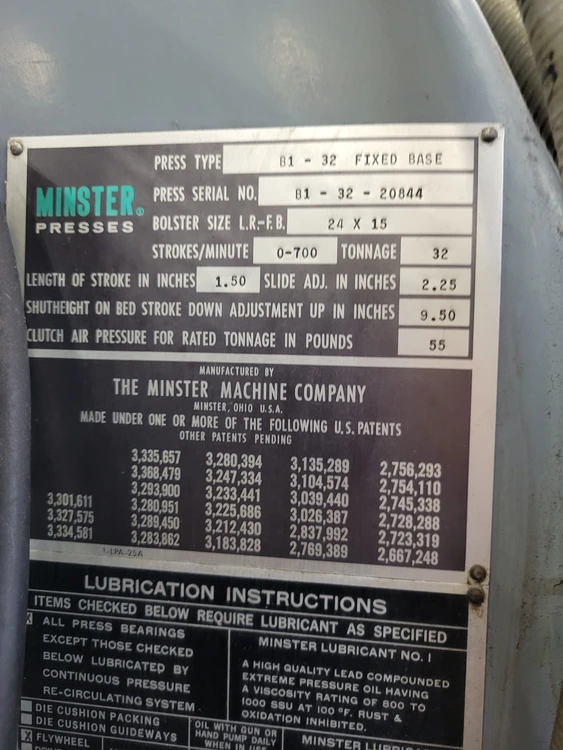 PRESS TYPE B1 - 32 FIXED BASE
MINSTER®
PRESSES
PRESS SERIAL NO. B1 - 32 - 20844
BOLSTER SIZE L.R.-F.B. 24 X 15
STROKES/MINUTE 0-700 TONNAGE 32
LENGTH OF STROKE IN INCHES 1.50 SLIDE ADJ. IN INCHES 2.25
SHUTHEIGHT ON BED STROKE DOWN ADJUSTMENT UP IN INCHES 9.50
CLUTCH AIR PRESSURE FOR RATED TONNAGE IN POUNDS 55
MANUFACTURED BY
THE MINSTER MACHINE COMPANY
MINSTER, OHIO U.S.A.
MADE UNDER ONE OR MORE OF THE FOLLOWING U.S. PATENTS
OTHER PATENTS PENDING
3,335,657 3,280,394 3,135,289 2,756,293
3,368,479 3,247,334 3,104,574 2,754,110
3,293,900 3,233,441 3,039,440 2,745,338
3,301,611 3,280,951 3,225,686 3,026,387 2,728,288
3,327,575 3,289,450 3,212,430 2,837,992 2,723,319
3,334,581 3,283,862 3,183,828 2,769,389 2,667,248
1-LPA-25A
LUBRICATION INSTRUCTIONS
ITEMS CHECKED BELOW REQUIRE LUBRICANT AS SPECIFIED
X ALL PRESS BEARINGS
EXCEPT THOSE CHECKED
BELOW LUBRICATED BY
CONTINUOUS PRESSURE
RE-CIRCULATING SYSTEM
MINSTER LUBRICANT NO. 1
A HIGH QUALITY LEAD COMPOUNDED
EXTREME PRESSURE OIL HAVING
A VISCOSITY RATING OF 800 TO
1000 SSU AT 100 °F. RUST &
OXIDATION INHIBITED.
DIE CUSHION PACKING
DIE CUSHION GUIDEWAYS
X FLYWHEEL
OIL WITH GUN OR
HAND PUMP DAILY
WHEN IN USE
MINSTER